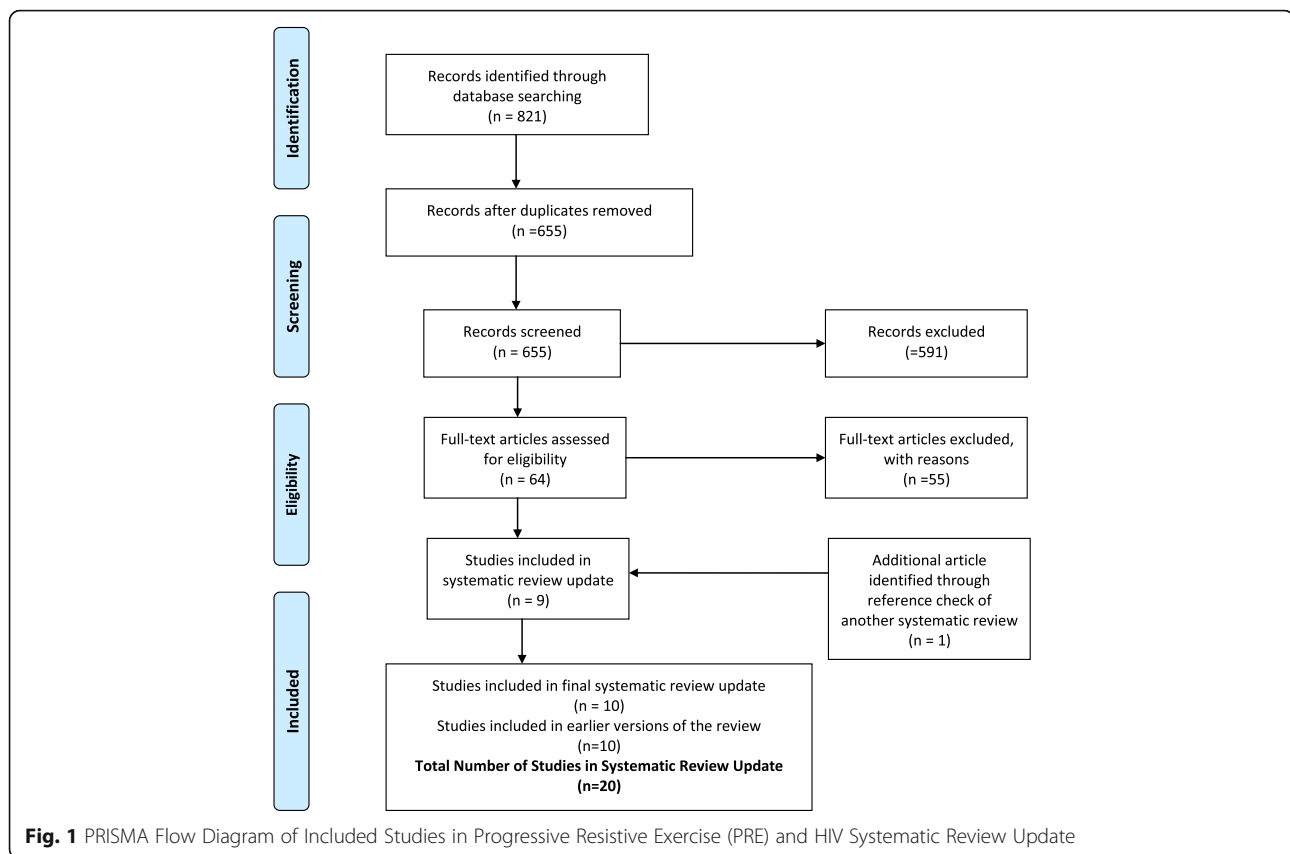 Identification
Records identified through
database searching
(n = 821)
Records after duplicates removed
(n =655)
Screening
Records screened
(n = 655)
Records excluded
(=591)
Eligibility
Full-text articles assessed
for eligibility
(n = 64)
Full-text articles excluded,
with reasons
(n =55)
Studies included in
systematic review update
(n = 9)
Additional article
identified through
reference check of
another systematic review
(n = 1)
Included
Studies included in final systematic review update
(n = 10)
Studies included in earlier versions of the review
(n=10)
Total Number of Studies in Systematic Review Update
(n=20)
Fig. 1 PRISMA Flow Diagram of Included Studies in Progressive Resistive Exercise (PRE) and HIV Systematic Review Update